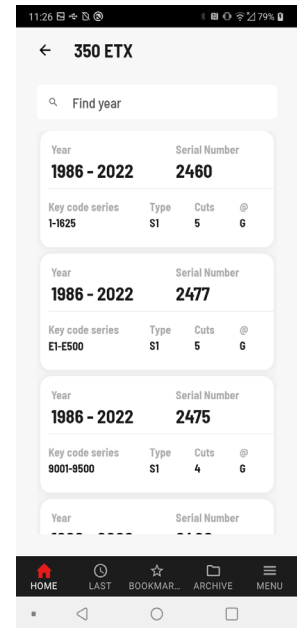 11:26 79%
350 ETX
Find year
Year Serial Number
1986 - 2022 2460
Key code series Type Cuts @
1-1625 S1 5 G
Year Serial Number
1986 - 2022 2477
Key code series Type Cuts @
E1-E500 S1 5 G
Year Serial Number
1986 - 2022 2475
Key code series Type Cuts @
9001-9500 S1 4 G
Year Serial Number
HOME LAST BOOKMAR... ARCHIVE MENU